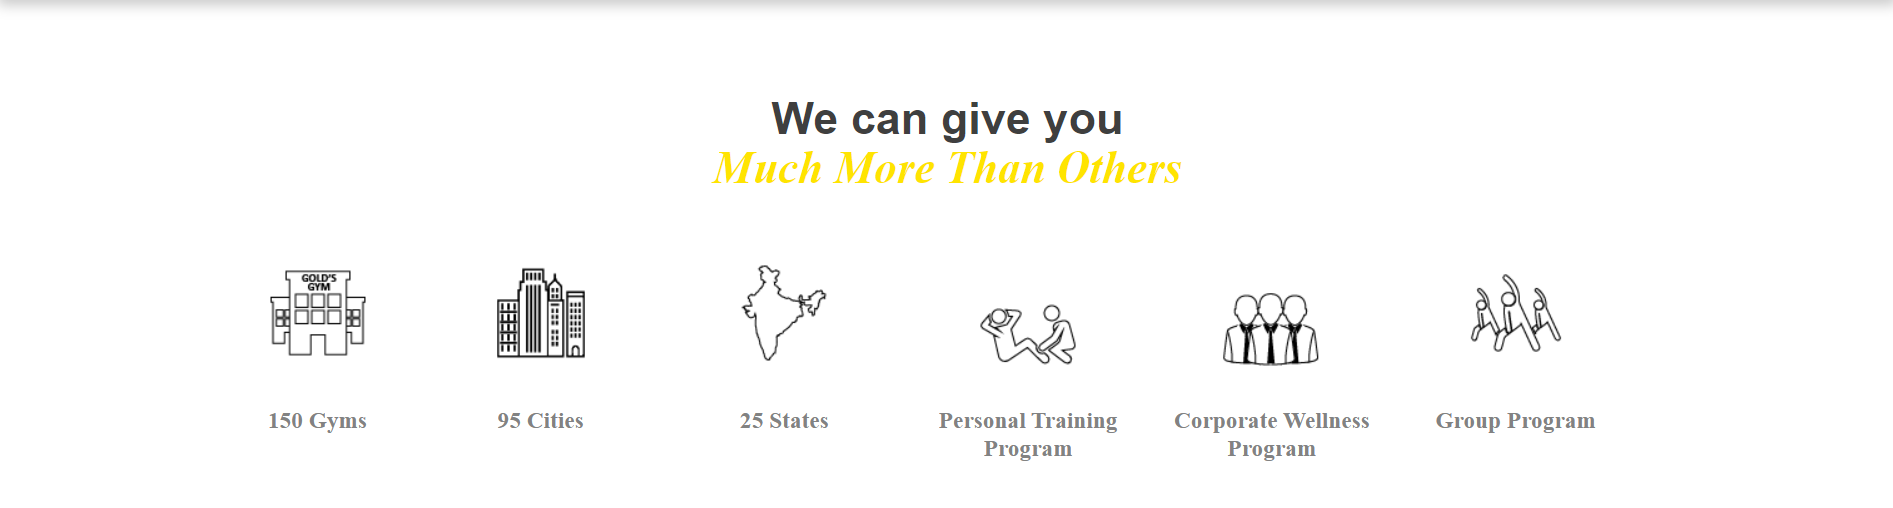 We can give you
Much More Than Others
GOLD'S
GYM
150 Gyms
95 Cities
25 States
Personal Training
Program
Corporate Wellness
Program
Group Program